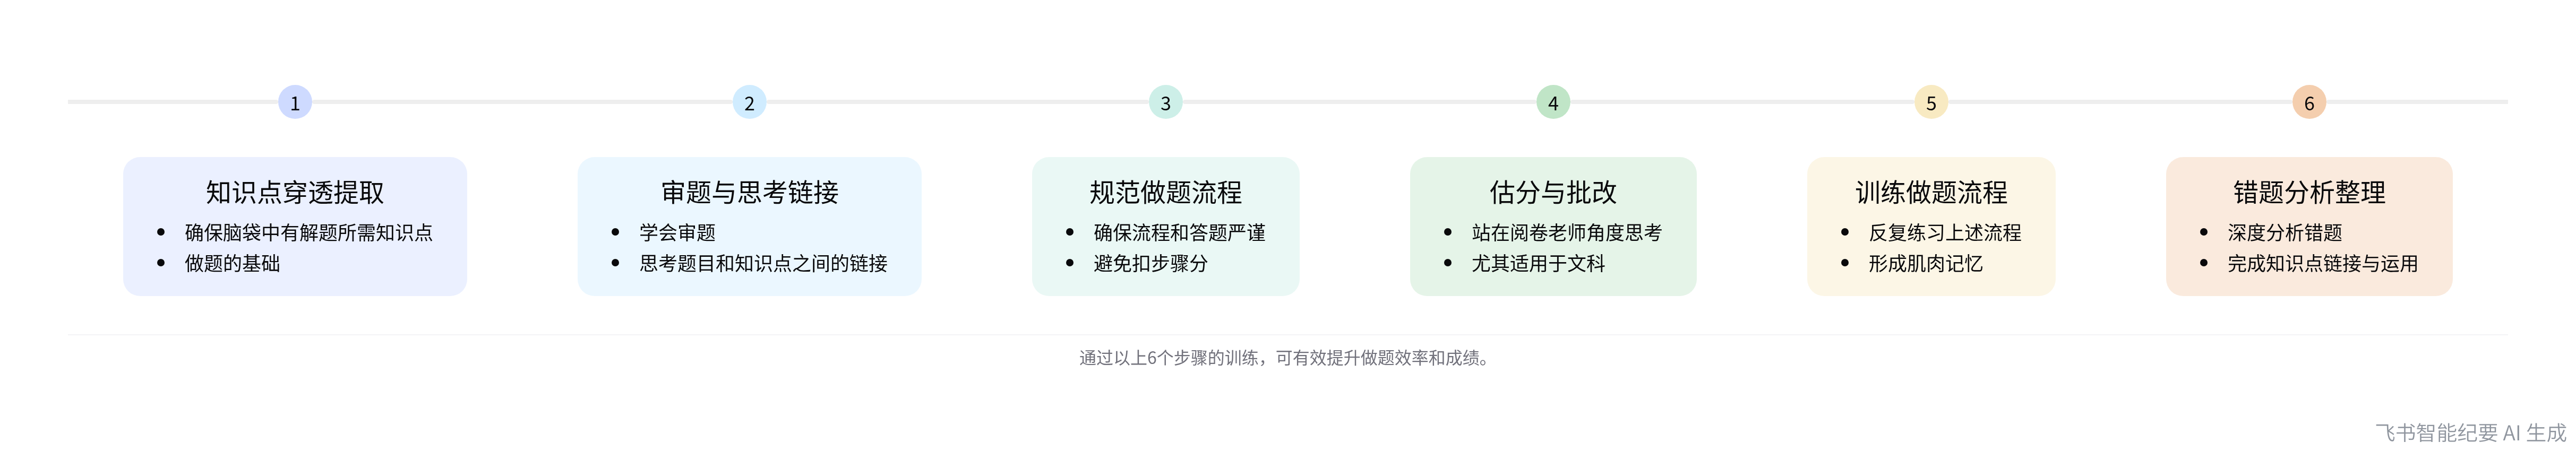 1
知识点穿透提取
确保脑袋中有解题所需知识点
做题的基础
2
审题与思考链接
学会审题
思考题目和知识点之间的链接
3
规范做题流程
确保流程和答题严谨
避免扣步骤分
4
估分与批改
站在阅卷老师角度思考
尤其适用于文科
5
训练做题流程
反复练习上述流程
形成肌肉记忆
6
错题分析整理
深度分析错题
完成知识点链接与运用
通过以上6个步骤的训练，可有效提升做题效率和成绩。
飞书智能纪要 AI 生成